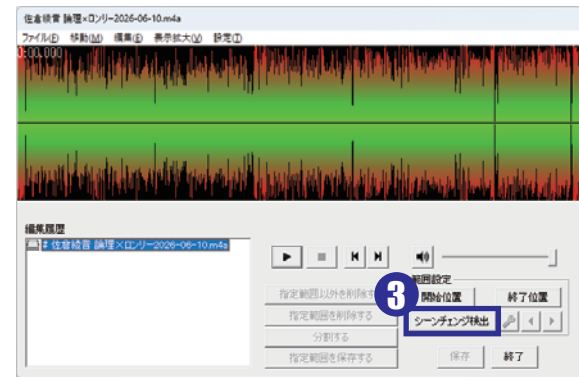 佐倉綾音 論理×ロンリー2026-06-10.m4a
ファイル(F) 移動(M) 編集(E) 表示拡大(V) 設定(I)
0:00.000
編集履歴
# 佐倉綾音 論理×ロンリー2026-06-10.m4a
範囲設定
指定範囲以外を削除す
3
開始位置 終了位置
指定範囲を削除する
シーンチェンジ検出
分割する
指定範囲を保存する
保存 終了